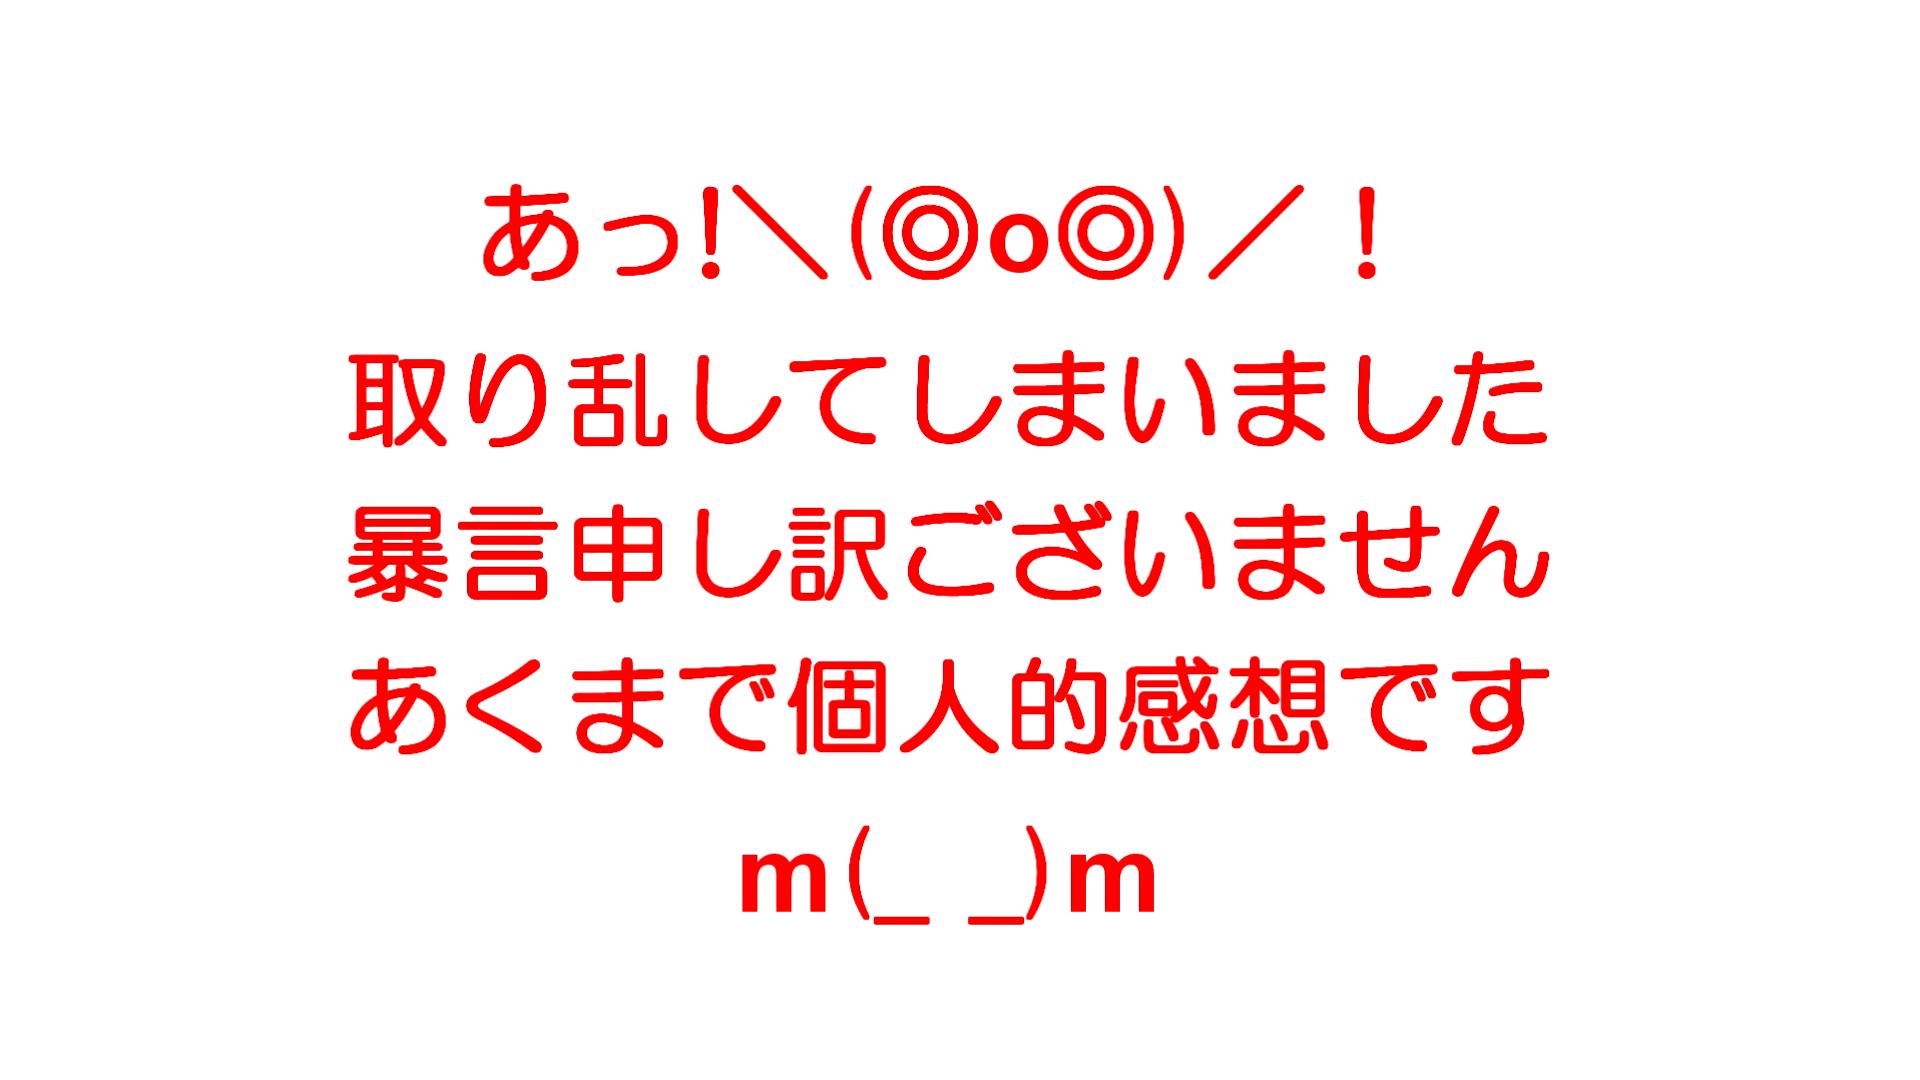 あっ!＼(◎o◎)／！
取り乱してしまいました
暴言申し訳ございません
あくまで個人的感想です
m(_ _)m